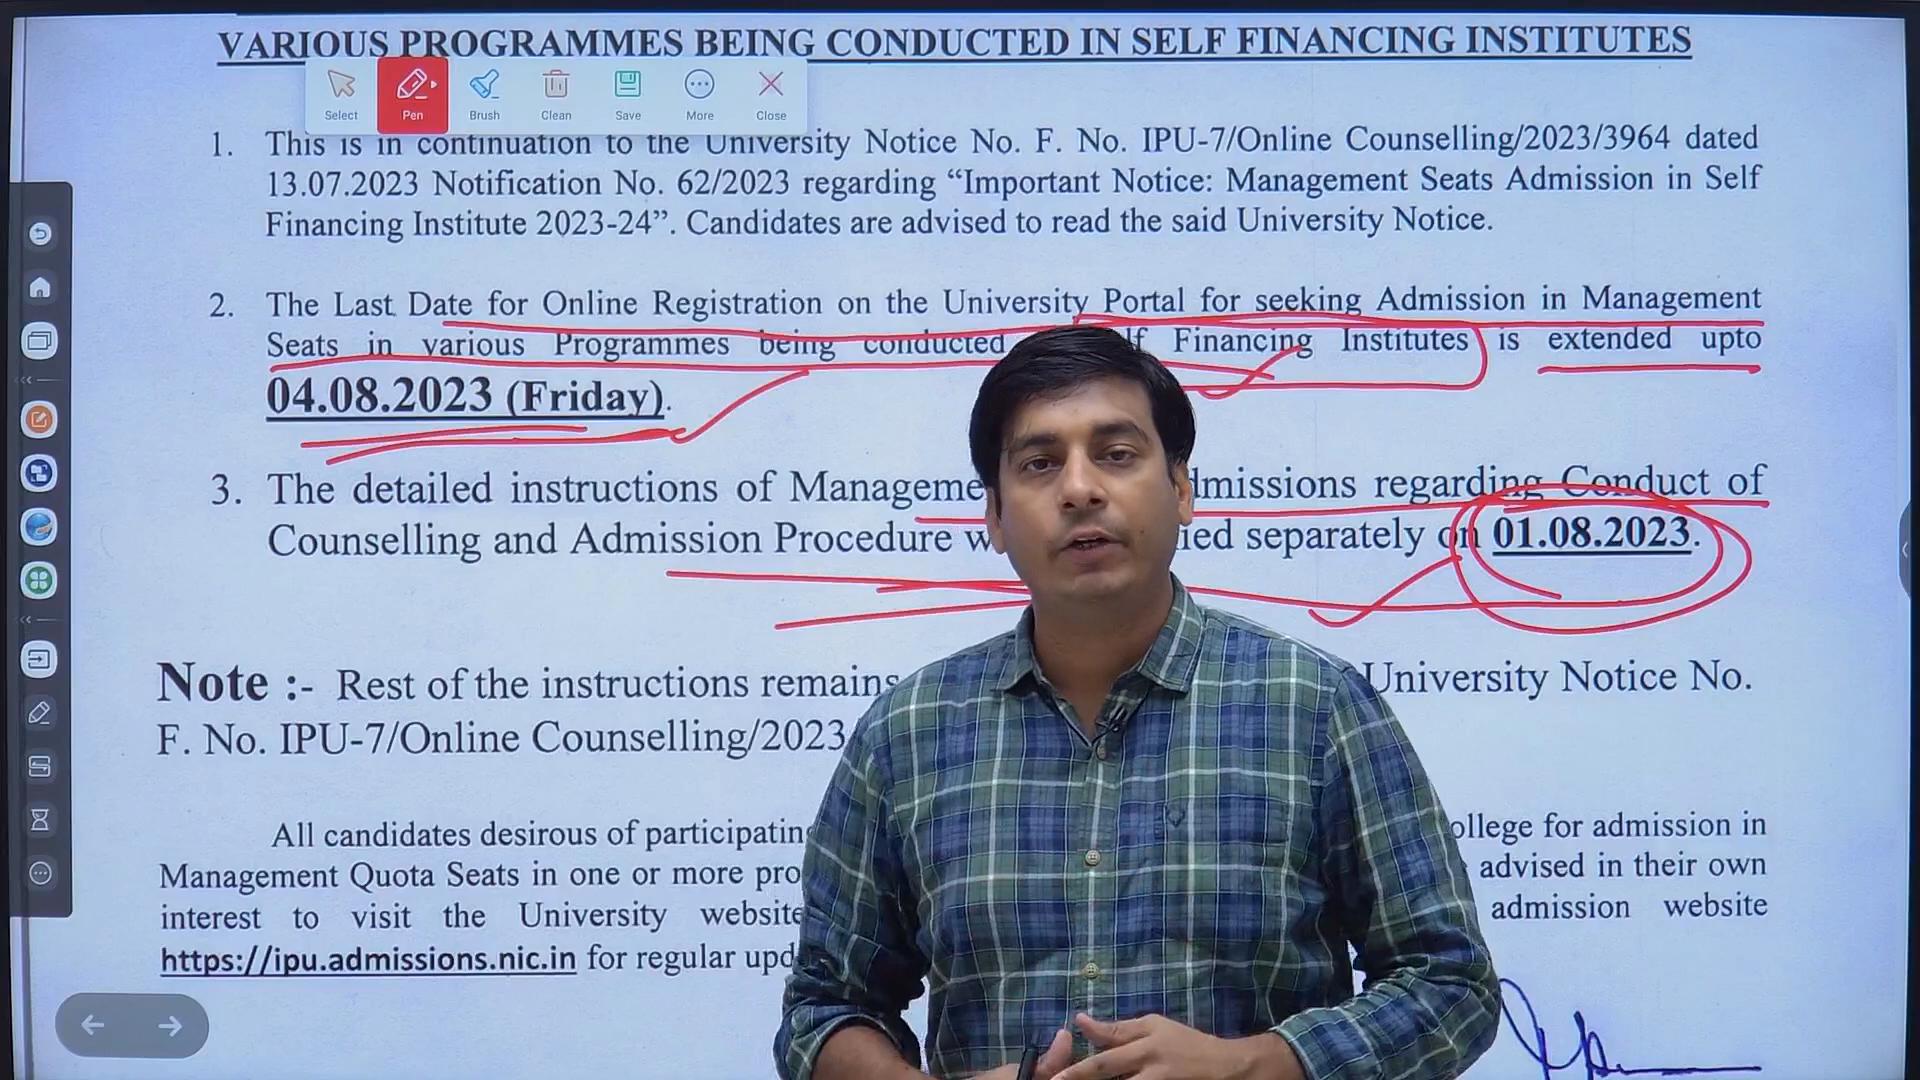 VARIOUS PROGRAMMES BEING CONDUCTED IN SELF FINANCING INSTITUTES
Select Pen Brush Clean Save More Close
1. This is in continuation to the University Notice No. F. No. IPU-7/Online Counselling/2023/3964 dated
13.07.2023 Notification No. 62/2023 regarding “Important Notice: Management Seats Admission in Self
Financing Institute 2023-24”. Candidates are advised to read the said University Notice.
2. The Last Date for Online Registration on the University Portal for seeking Admission in Management
Seats in various Programmes being conducted Financing Institutes is extended upto
04.08.2023 (Friday).
3. The detailed instructions of regarding Conduct of
Counselling and Admission Procedure separately on 01.08.2023.
Note :- Rest of the instructions remains University Notice No.
F. No. IPU-7/Online Counselling/2023
All candidates desirous of for admission in
Management Quota Seats in one or more advised in their own
interest to visit the University website admission website
https://ipu.admissions.nic.in for regular